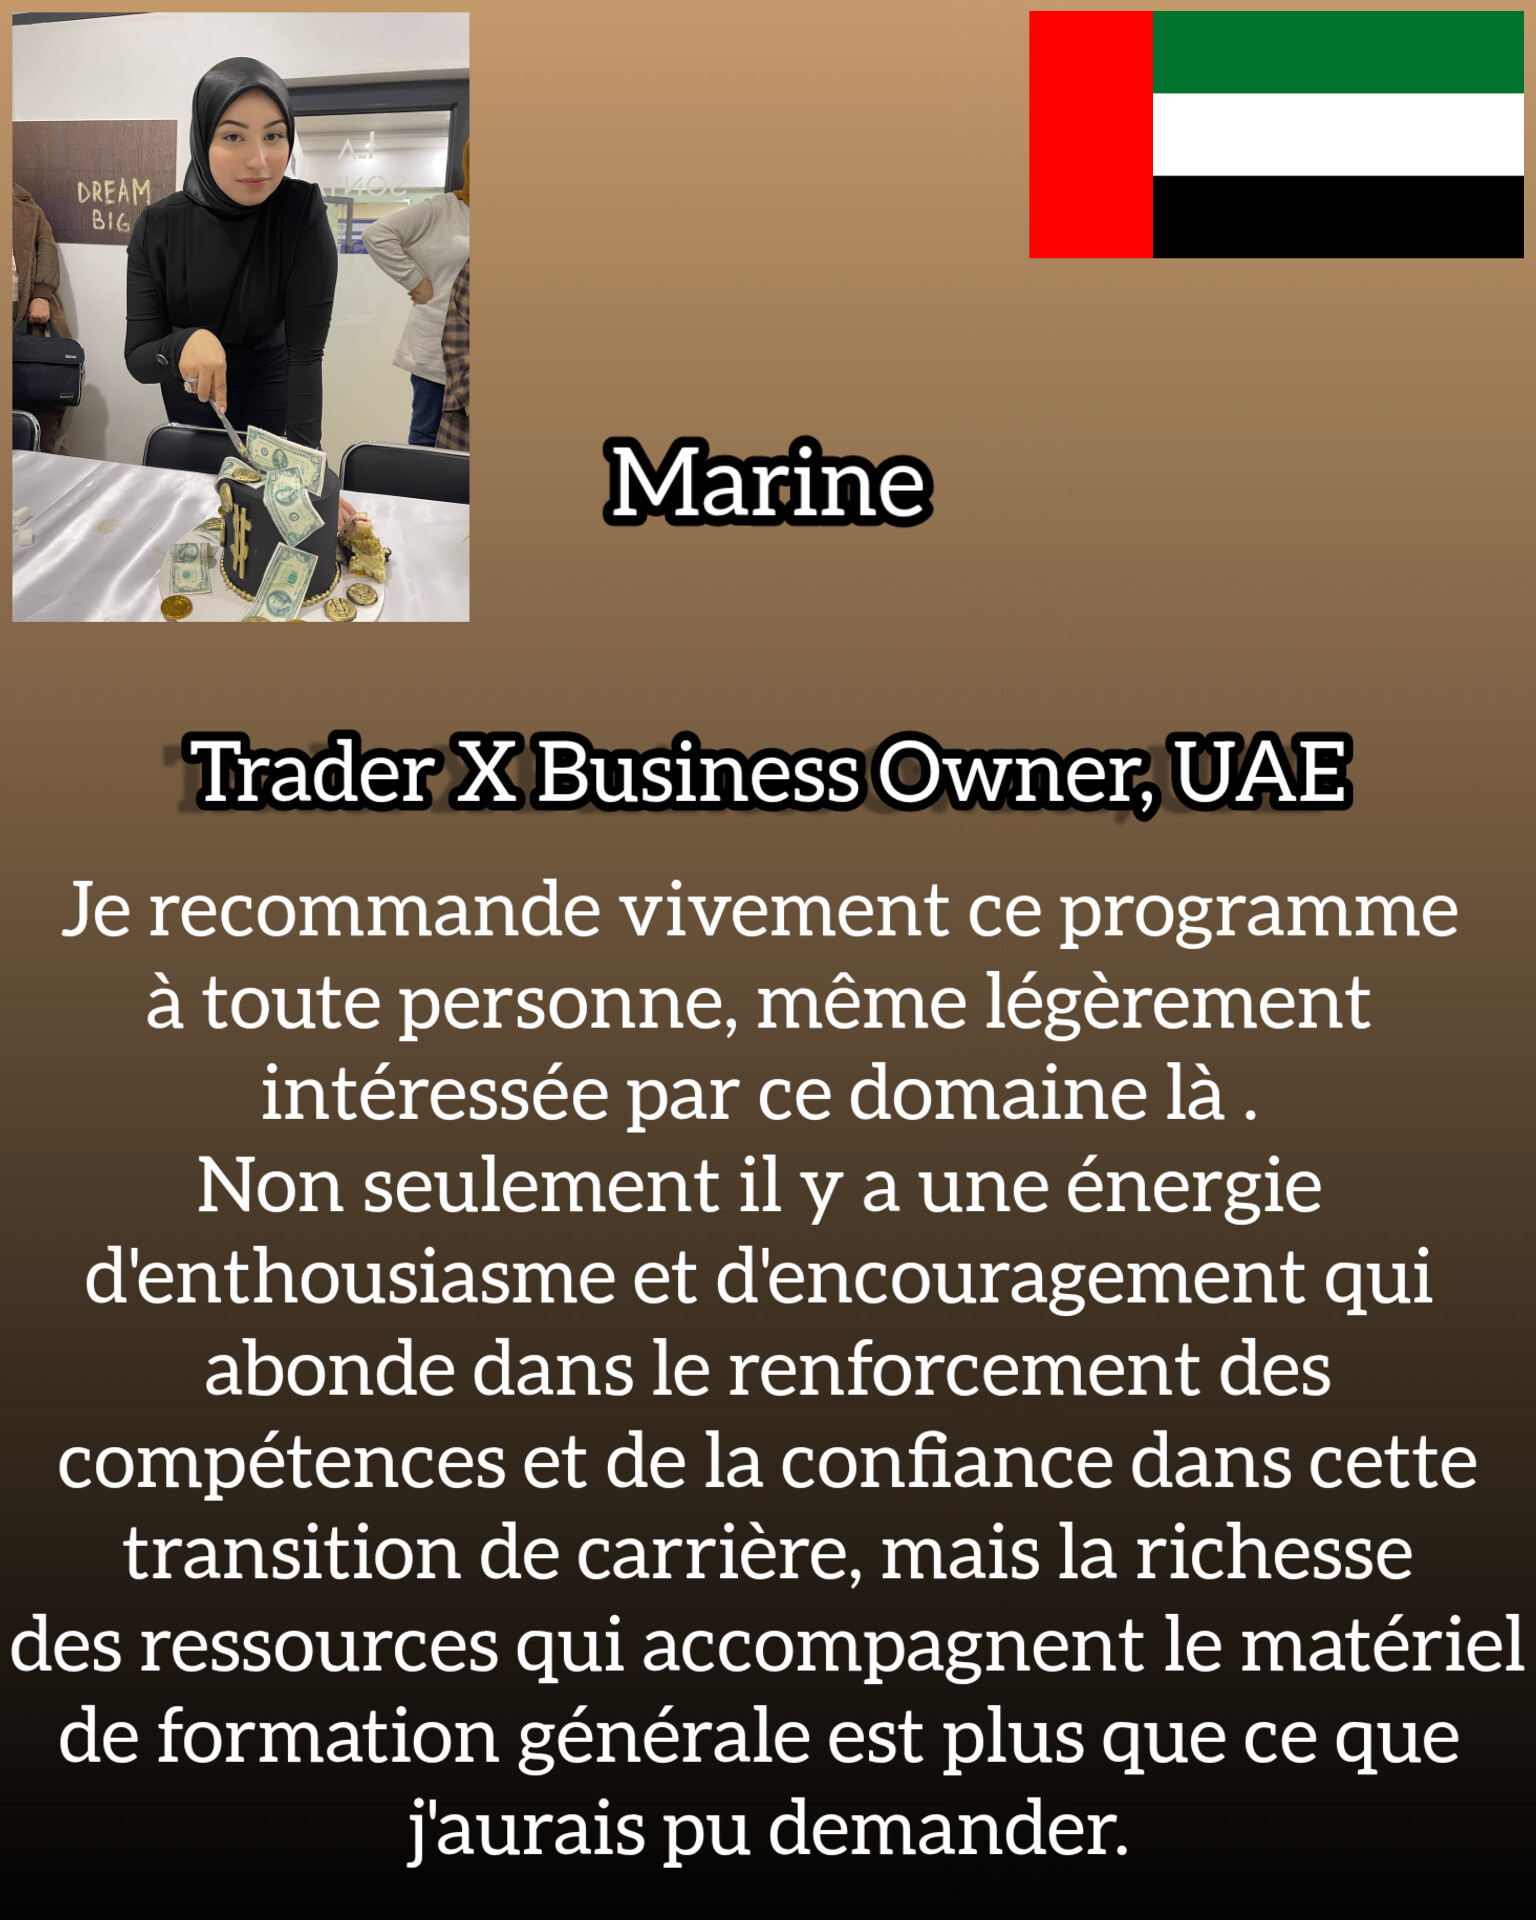 DREAM
BIG
Marine
Trader X Business Owner, UAE
Je recommande vivement ce programme
à toute personne, même légèrement
intéressée par ce domaine là .
Non seulement il y a une énergie
d'enthousiasme et d'encouragement qui
abonde dans le renforcement des
compétences et de la confiance dans cette
transition de carrière, mais la richesse
des ressources qui accompagnent le matériel
de formation générale est plus que ce que
j'aurais pu demander.